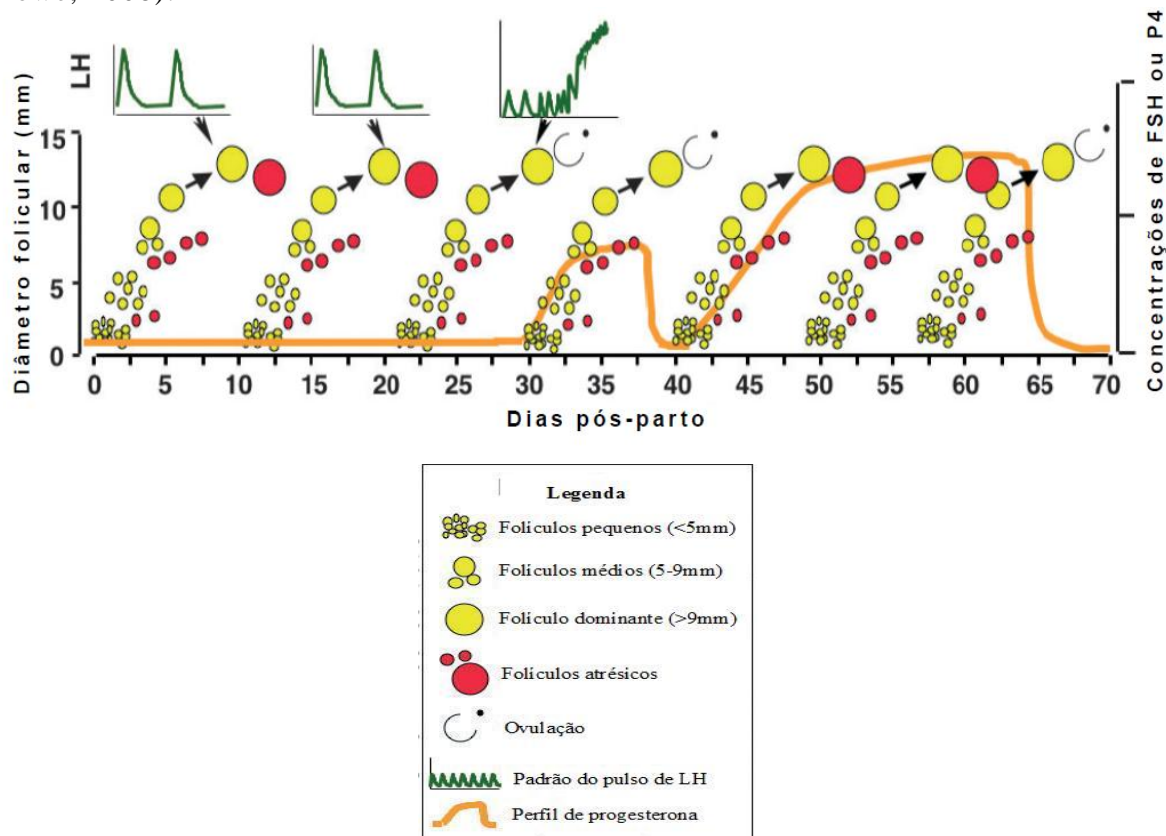 LH
Diâmetro folicular (mm)
15
10
5
0
0 5 10 15 20 25 30 35 40 45 50 55 60 65 70
Dias pós-parto
Concentrações de FSH ou P4
Legenda
Folículos pequenos (<5mm)
Folículos médios (5-9mm)
Folículo dominante (>9mm)
Folículos atrésicos
Ovulação
Padrão do pulso de LH
Perfil de progesterona